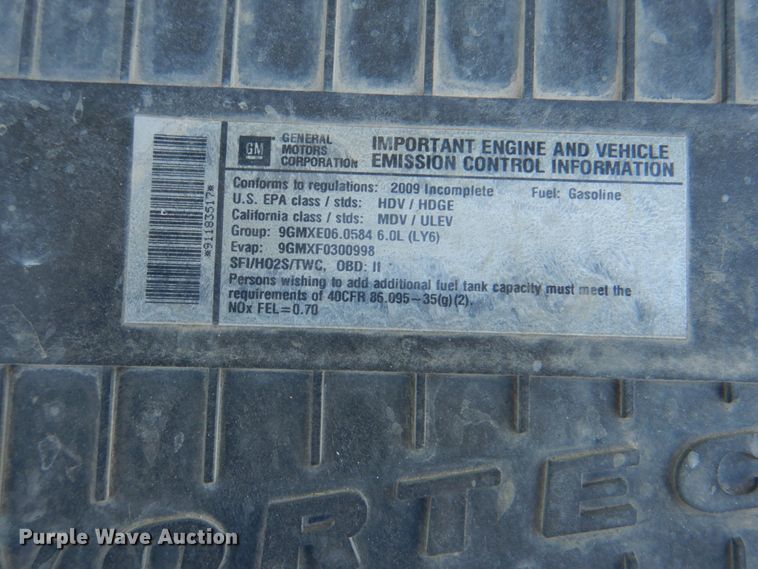 GM
GENERAL
MOTORS
CORPORATION
IMPORTANT ENGINE AND VEHICLE
EMISSION CONTROL INFORMATION
Conforms to regulations: 2009 Incomplete Fuel: Gasoline
U.S. EPA class / stds: HDV / HDGE
California class / stds: MDV / ULEV
Group: 9GMXE06.0584 6.0L (LY6)
Evap: 9GMXF0300998
SFI/HO2S/TWC, OBD: II
Persons wishing to add additional fuel tank capacity must meet the
requirements of 40CFR 86.095-35(g)(2).
NOx FEL=0.70
*91183517*
VORTEC
Purple Wave Auction®